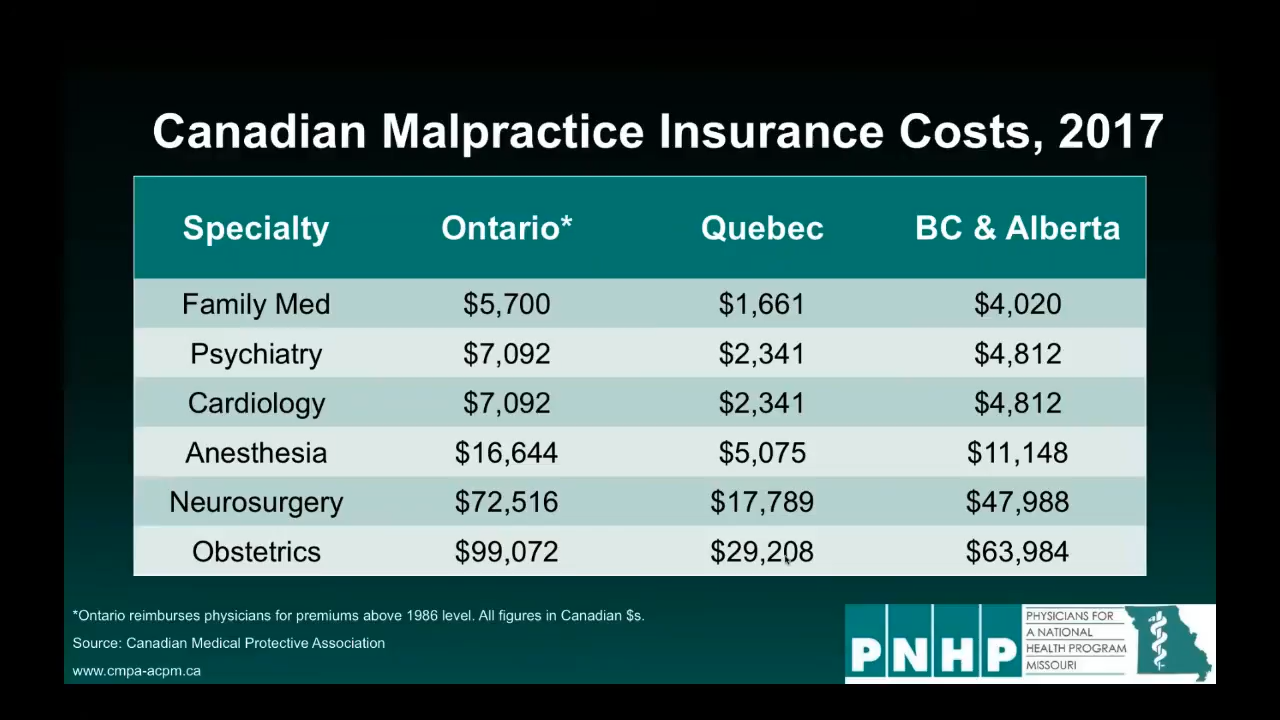 Canadian Malpractice Insurance Costs, 2017
Specialty Ontario* Quebec BC & Alberta
Family Med $5,700 $1,661 $4,020
Psychiatry $7,092 $2,341 $4,812
Cardiology $7,092 $2,341 $4,812
Anesthesia $16,644 $5,075 $11,148
Neurosurgery $72,516 $17,789 $47,988
Obstetrics $99,072 $29,208 $63,984
*Ontario reimburses physicians for premiums above 1986 level. All figures in Canadian $s.
Source: Canadian Medical Protective Association
www.cmpa-acpm.ca
PNHP
PHYSICIANS FOR
A NATIONAL
HEALTH PROGRAM
MISSOURI